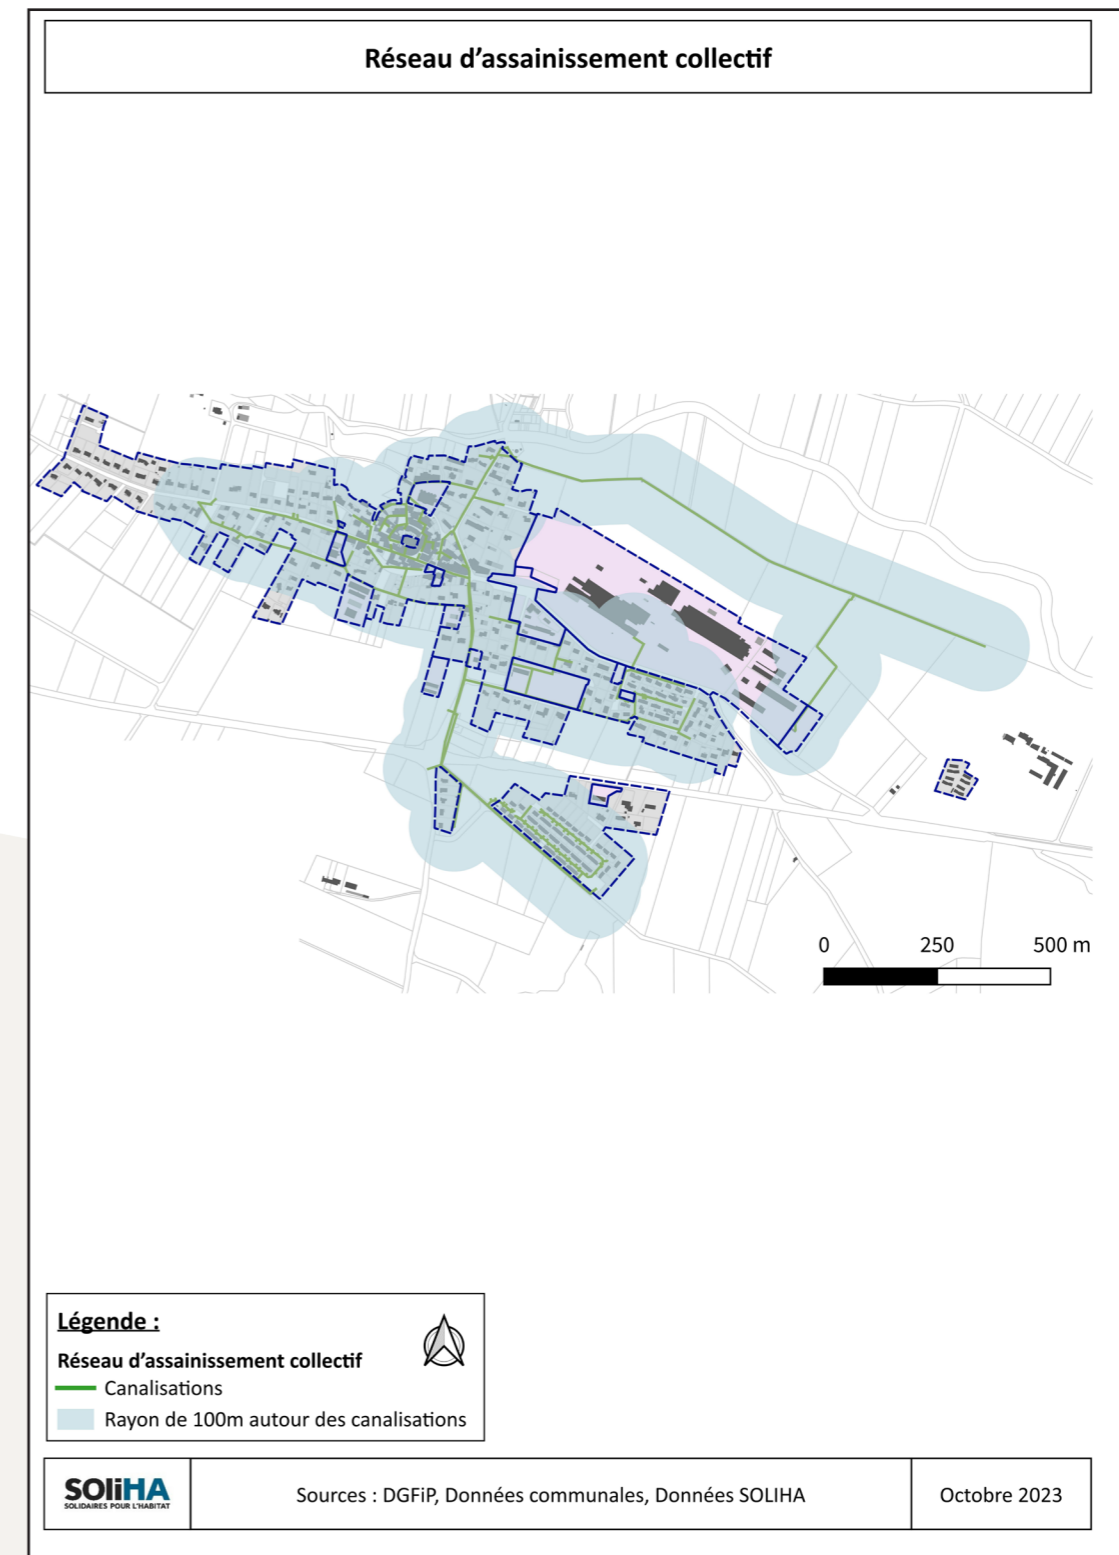 Réseau d'assainissement collectif
0 250 500 m
Légende :
Réseau d'assainissement collectif
Canalisations
Rayon de 100m autour des canalisations
SOliHA
SOLIDAIRES POUR L'HABITAT
Sources : DGFiP, Données communales, Données SOLIHA
Octobre 2023